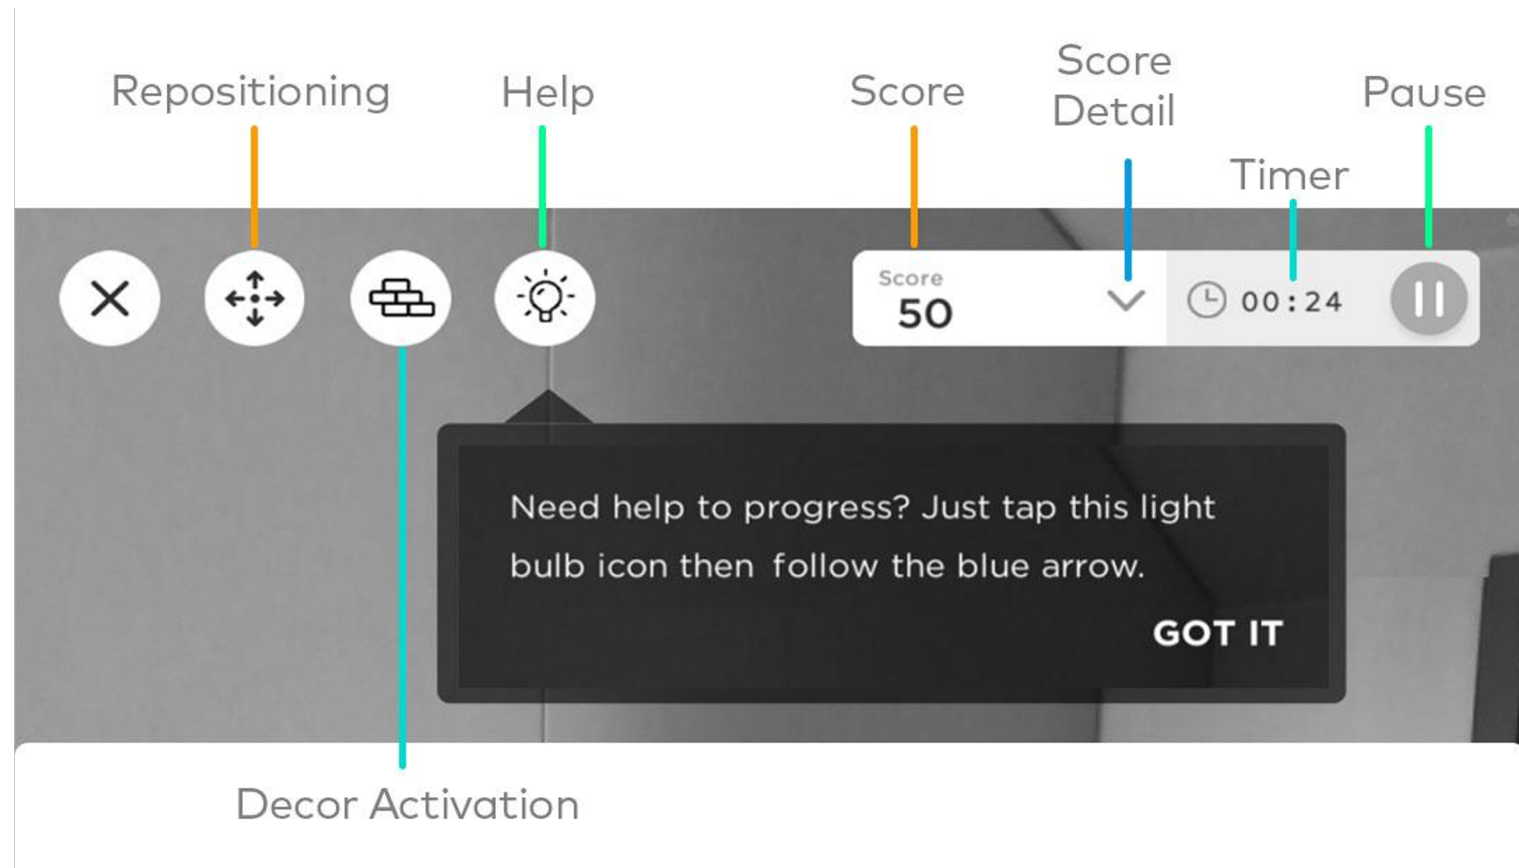 Repositioning
Help
Score
Score
Detail
Timer
Pause
Score
50
00:24
Need help to progress? Just tap this light
bulb icon then follow the blue arrow.
GOT IT
Decor Activation